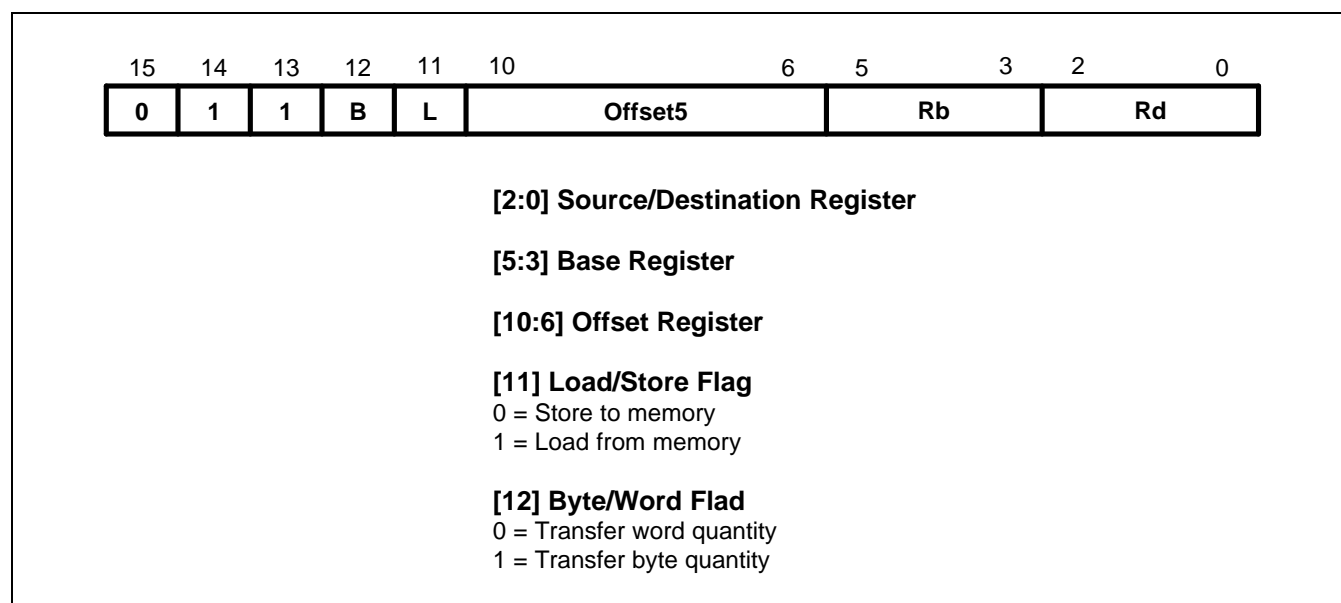 15 14 13 12 11 10 6 5 3 2 0
0 1 1 B L Offset5 Rb Rd
[2:0] Source/Destination Register
[5:3] Base Register
[10:6] Offset Register
[11] Load/Store Flag
0 = Store to memory
1 = Load from memory
[12] Byte/Word Flad
0 = Transfer word quantity
1 = Transfer byte quantity